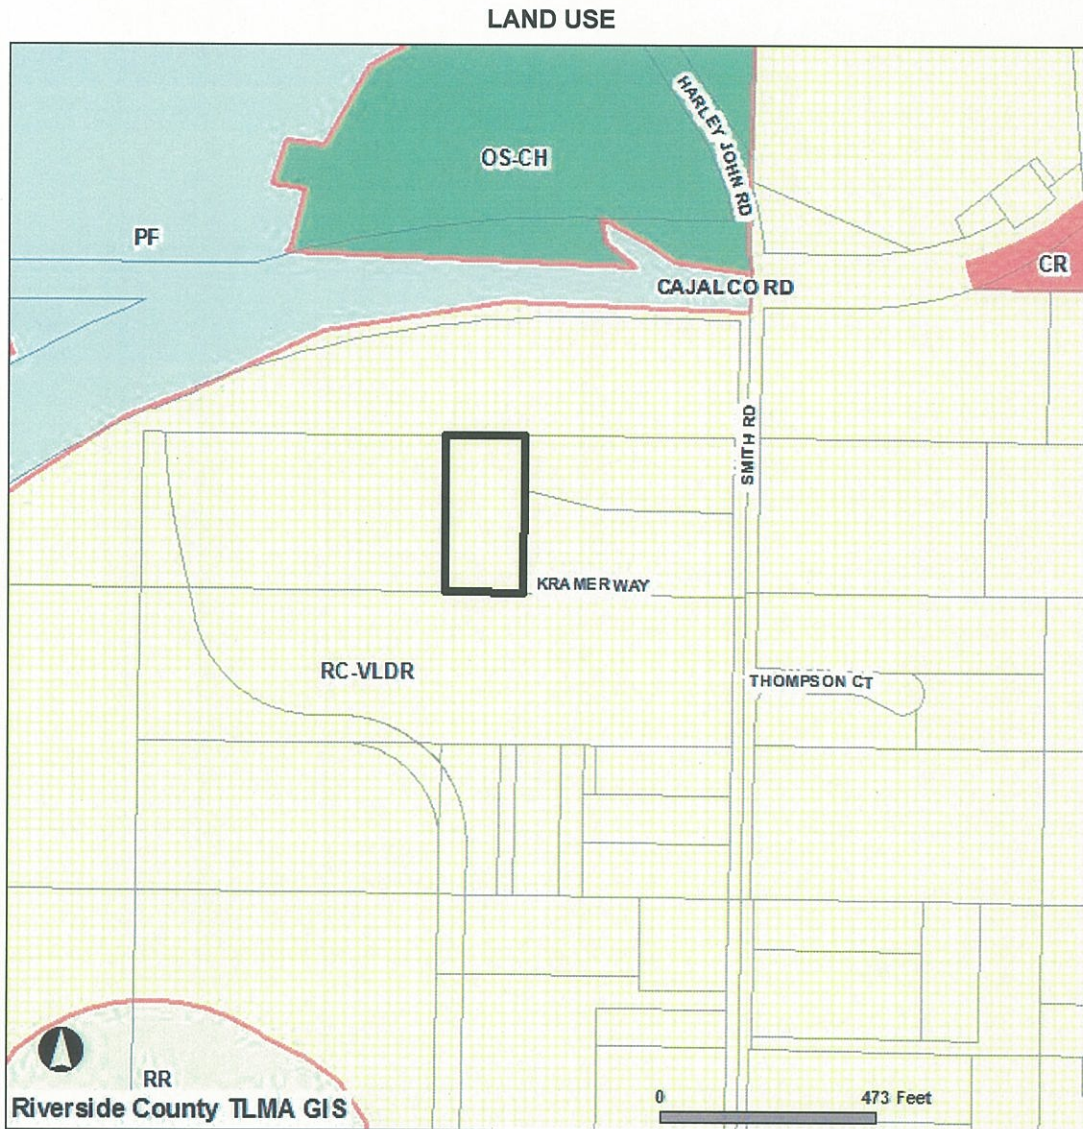 LAND USE
HARLEY JOHN RD
OS-CH
PF
CR
CAJALCO RD
SMITH RD
KRAMER WAY
RC-VLDR
THOMPSON CT
RR
Riverside County TLMA GIS
0 473 Feet